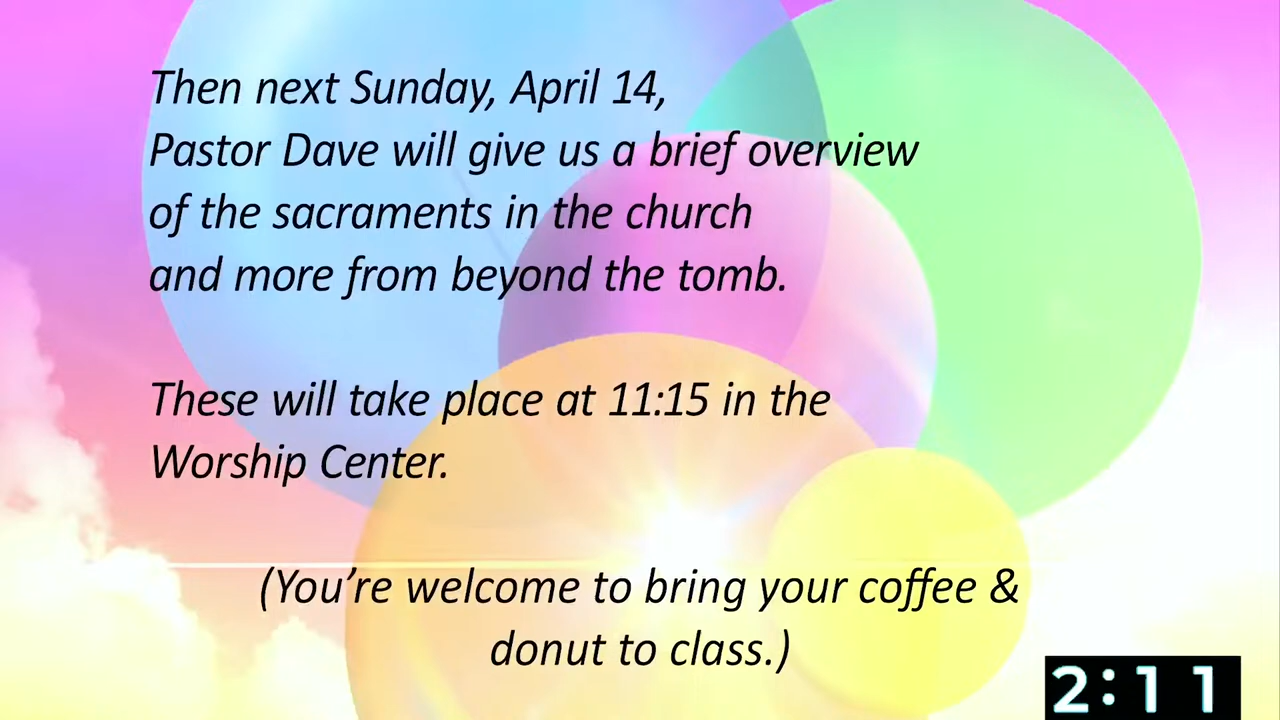 Then next Sunday, April 14,
Pastor Dave will give us a brief overview
of the sacraments in the church
and more from beyond the tomb.
These will take place at 11:15 in the
Worship Center.
(You’re welcome to bring your coffee &
donut to class.)
2:11